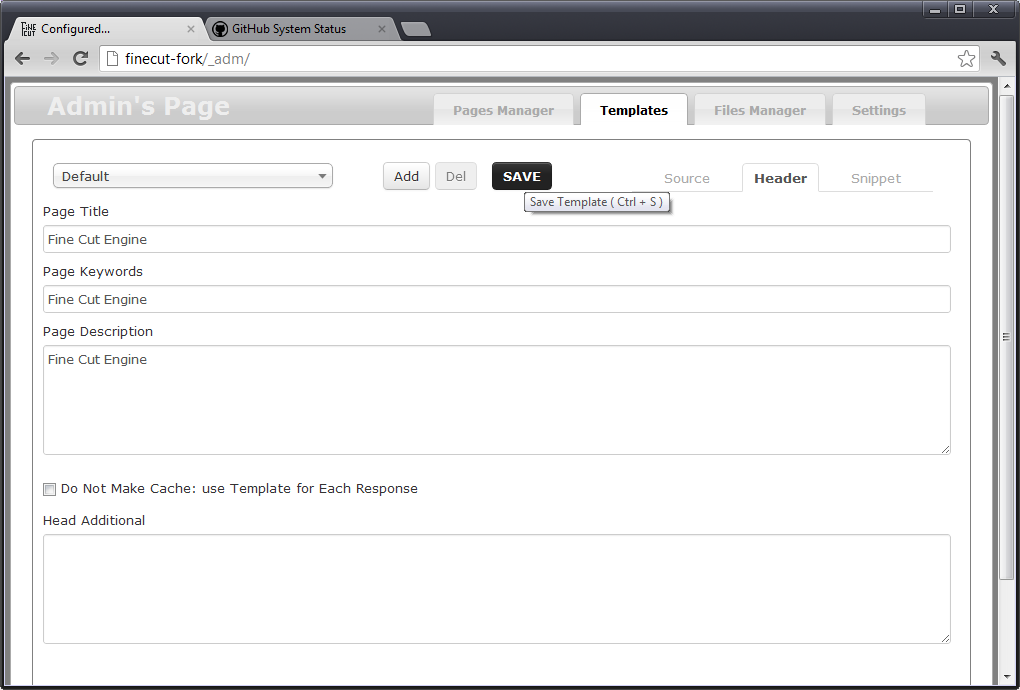 FINE CUT Configured...
GitHub System Status
finecut-fork/_adm/
Admin's Page
Pages Manager
Templates
Files Manager
Settings
Default
Add
Del
SAVE
Source
Header
Snippet
Save Template ( Ctrl + S )
Page Title
Fine Cut Engine
Page Keywords
Fine Cut Engine
Page Description
Fine Cut Engine
Do Not Make Cache: use Template for Each Response
Head Additional